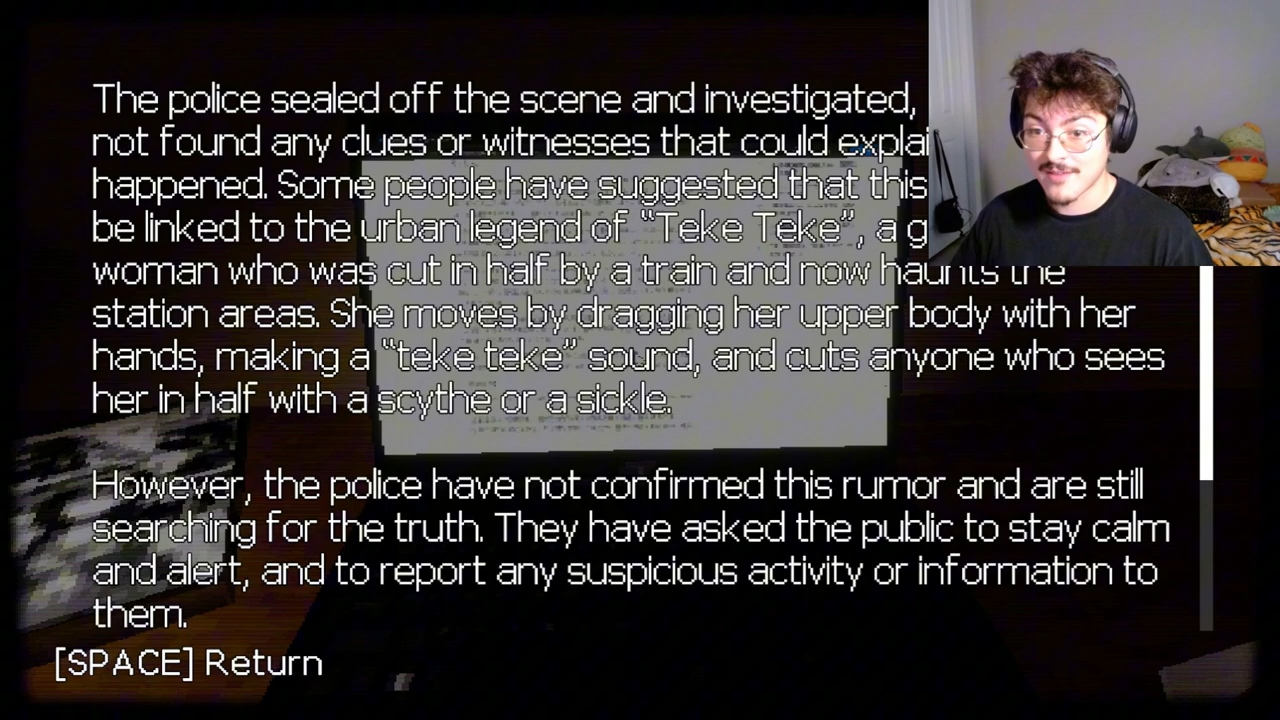 The police sealed off the scene and investigated,
not found any clues or witnesses that could
happened. Some people have suggested that this
be linked to the urban legend of "Teke Teke", a
woman who was cut in half by a train and now haunts the
station areas. She moves by dragging her upper body with her
hands, making a "teke teke" sound, and cuts anyone who sees
her in half with a scythe or a sickle.
However, the police have not confirmed this rumor and are still
searching for the truth. They have asked the public to stay calm
and alert, and to report any suspicious activity or information to
them.
[SPACE] Return